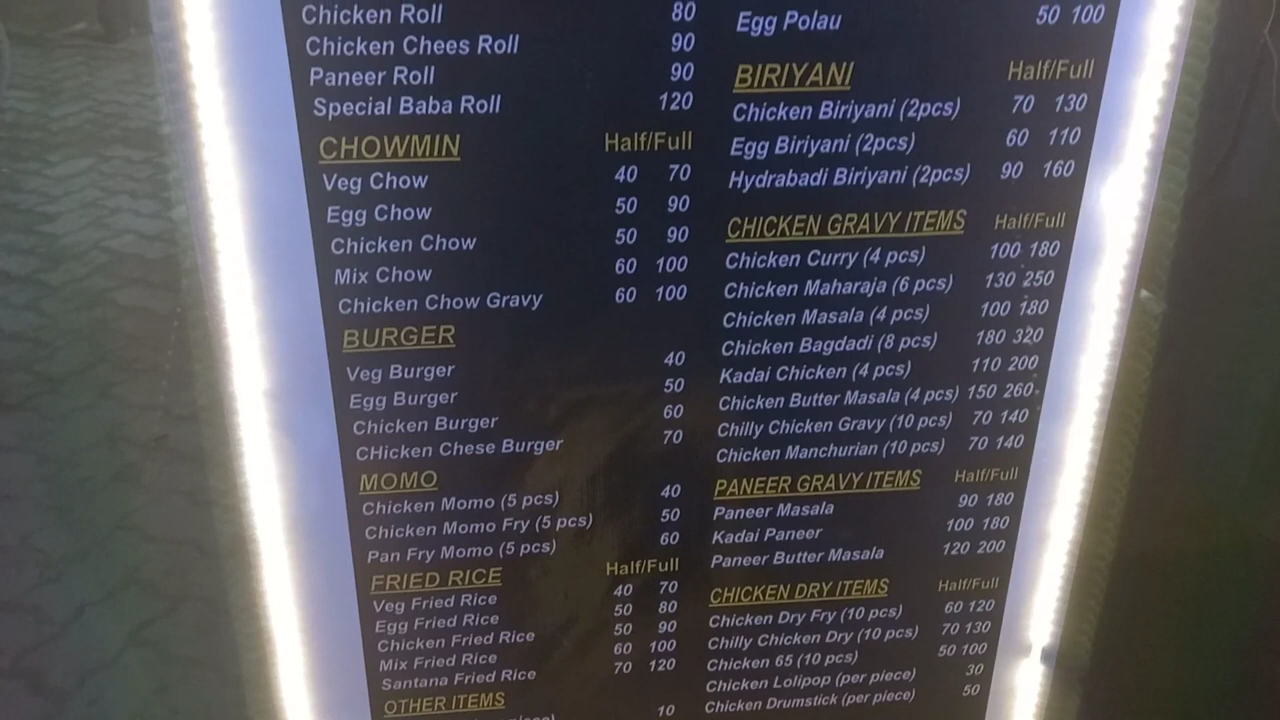 Chicken Roll 80
Chicken Chees Roll 90
Paneer Roll 90
Special Baba Roll 120
CHOWMIN Half/Full
Veg Chow 40 70
Egg Chow 50 90
Chicken Chow 50 90
Mix Chow 60 100
Chicken Chow Gravy 60 100
BURGER
Veg Burger 40
Egg Burger 50
Chicken Burger 60
CHicken Chese Burger 70
MOMO
Chicken Momo (5 pcs) 40
Chicken Momo Fry (5 pcs) 50
Pan Fry Momo (5 pcs) 60
FRIED RICE Half/Full
Veg Fried Rice 40 70
Egg Fried Rice 50 80
Chicken Fried Rice 50 90
Mix Fried Rice 60 100
Santana Fried Rice 70 120
OTHER ITEMS
10
Egg Polau 50 100
BIRIYANI Half/Full
Chicken Biriyani (2pcs) 70 130
Egg Biriyani (2pcs) 60 110
Hydrabadi Biriyani (2pcs) 90 160
CHICKEN GRAVY ITEMS Half/Full
Chicken Curry (4 pcs) 100 180
Chicken Maharaja (6 pcs) 130 250
Chicken Masala (4 pcs) 100 180
Chicken Bagdadi (8 pcs) 180 320
Kadai Chicken (4 pcs) 110 200
Chicken Butter Masala (4 pcs) 150 260
Chilly Chicken Gravy (10 pcs) 70 140
Chicken Manchurian (10 pcs) 70 140
PANEER GRAVY ITEMS Half/Full
Paneer Masala 90 180
Kadai Paneer 100 180
Paneer Butter Masala 120 200
CHICKEN DRY ITEMS Half/Full
Chicken Dry Fry (10 pcs) 60 120
Chilly Chicken Dry (10 pcs) 70 130
Chicken 65 (10 pcs) 50 100
Chicken Lolipop (per piece) 30
Chicken Drumstick (per piece) 50